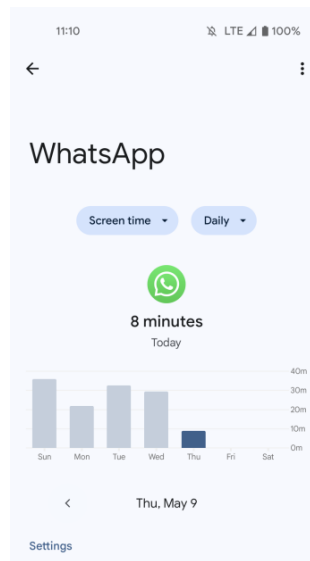 11:10 LTE 100%
WhatsApp
Screen time Daily
8 minutes
Today
40m
30m
20m
10m
0m
Sun Mon Tue Wed Thu Fri Sat
Thu, May 9
Settings